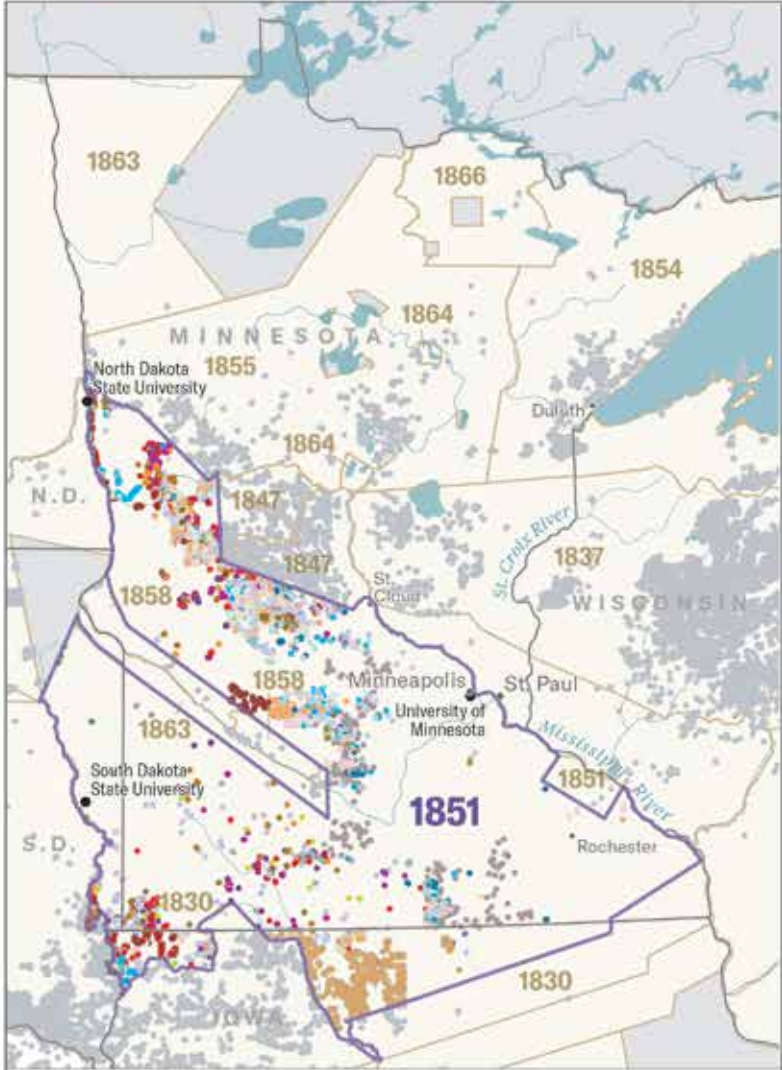 1863
1866
1854
1864
MINNESOTA
1855
North Dakota
State University
Duluth
1864
N.D.
1847
St. Croix River
1847
1837
St.
Cloud
1858
WISCONSIN
1858
Minneapolis
St. Paul
University of
Minnesota
1863
Mississippi River
1851
South Dakota
State University
1851
S.D.
Rochester
1830
1830
IOWA